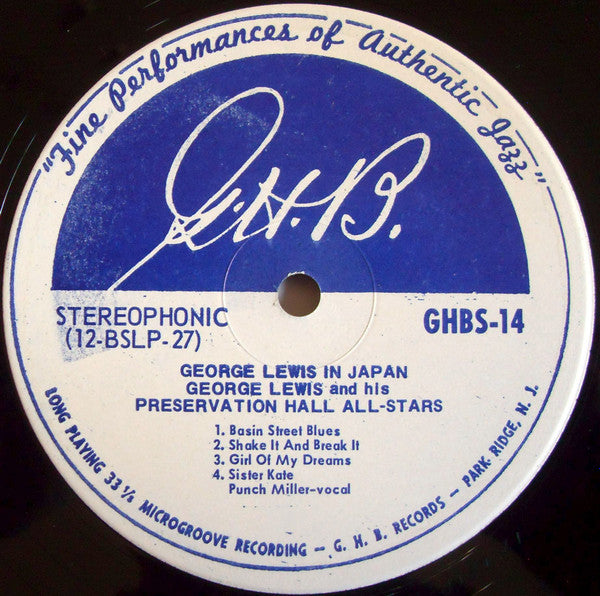 "Fine Performances of Authentic Jazz"
G.H.B.
STEREOPHONIC
(12-BSLP-27)
GHBS-14
GEORGE LEWIS IN JAPAN
GEORGE LEWIS and his
PRESERVATION HALL ALL-STARS
1. Basin Street Blues
2. Shake It And Break It
3. Girl Of My Dreams
4. Sister Kate
Punch Miller-vocal
LONG PLAYING 33⅓ MICROGROOVE RECORDING – G. H. B. RECORDS – PARK RIDGE, N. J.